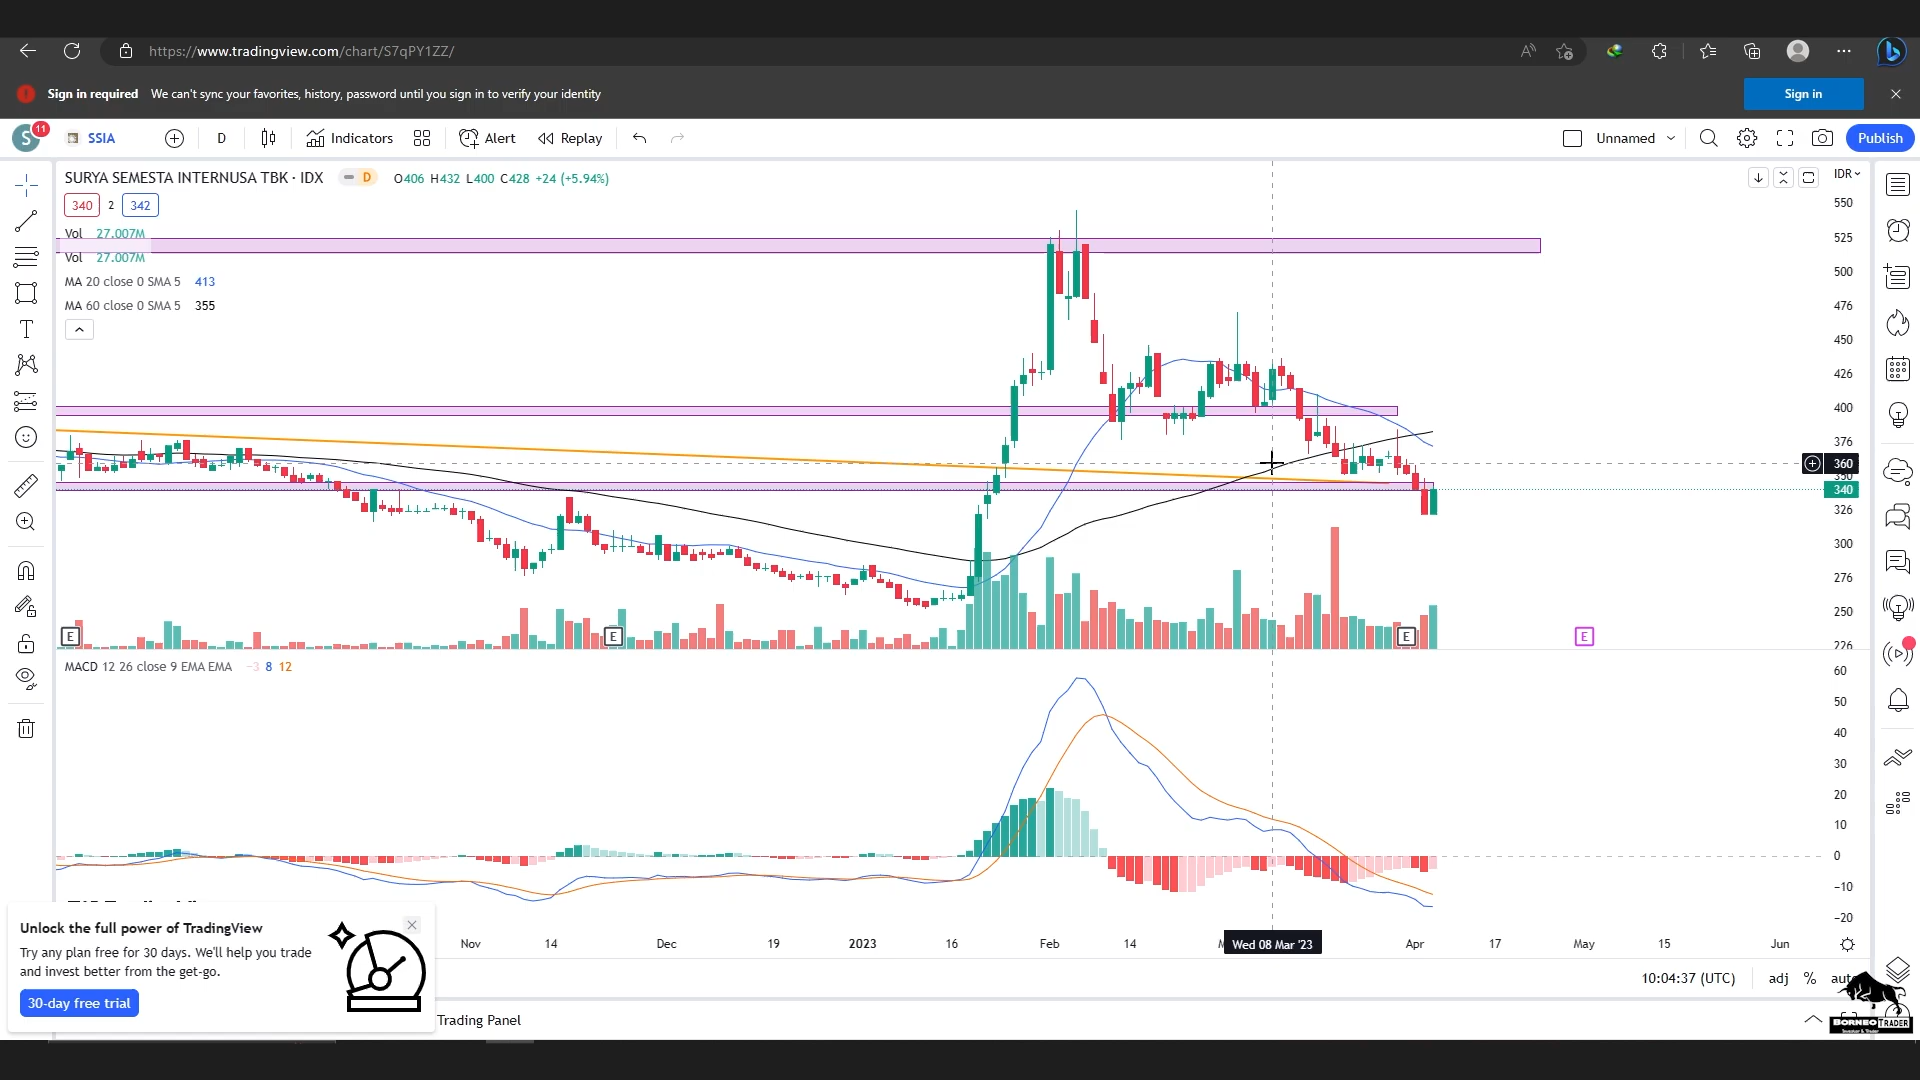 https://www.tradingview.com/chart/S7qPY1ZZ/
Sign in required We can't sync your favorites, history, password until you sign in to verify your identity
Sign in
S 11 SSIA D Indicators Alert Replay Unnamed Publish
SURYA SEMESTA INTERNUSA TBK · IDX D O406 H432 L400 C428 +24 (+5.94%) IDR
340 2 342
Vol 27.007M
Vol 27.007M
MA 20 close 0 SMA 5 413
MA 60 close 0 SMA 5 355
550
525
500
476
450
426
400
376
360
350
340
326
300
276
250
226
E E E E
MACD 12 26 close 9 EMA EMA −3 8 12
60
50
40
30
20
10
0
−10
−20
Nov 14 Dec 19 2023 16 Feb 14 Wed 08 Mar '23 Apr 17 May 15 Jun
10:04:37 (UTC) adj % auto
Unlock the full power of TradingView
Try any plan free for 30 days. We'll help you trade
and invest better from the get-go.
30-day free trial
Trading Panel
BORNEO TRADER